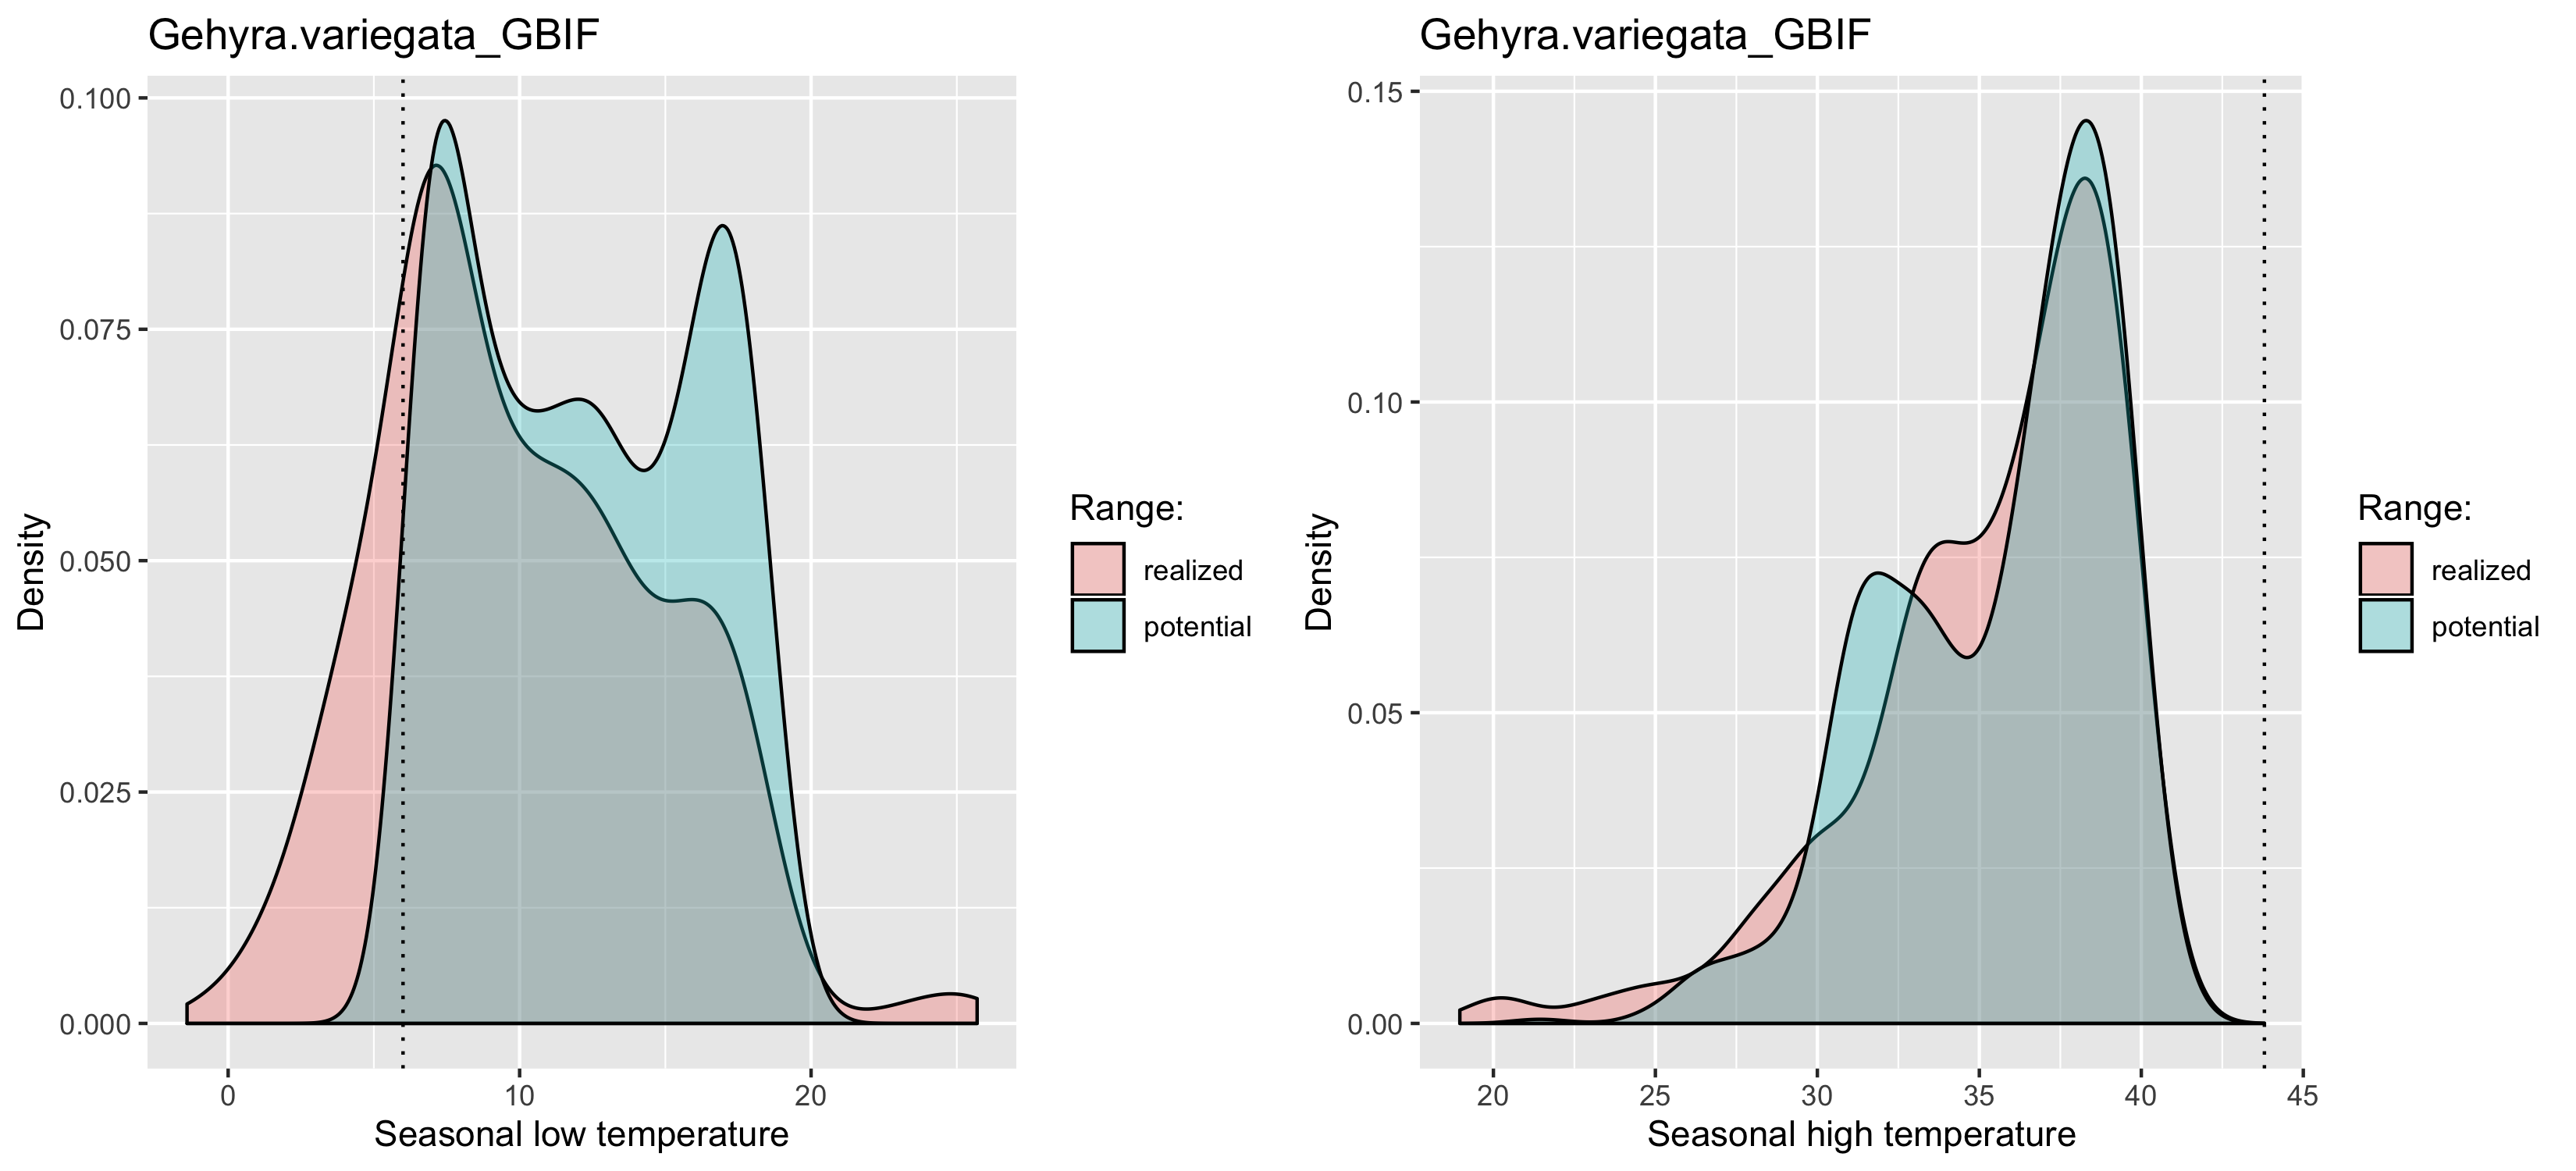 Gehyra.variegata_GBIF
0.100
0.075
0.050
0.025
0.000
Density
0
10
20
Seasonal low temperature
Range:
realized
potential
Gehyra.variegata_GBIF
0.15
0.10
0.05
0.00
Density
20
25
30
35
40
45
Seasonal high temperature
Range:
realized
potential